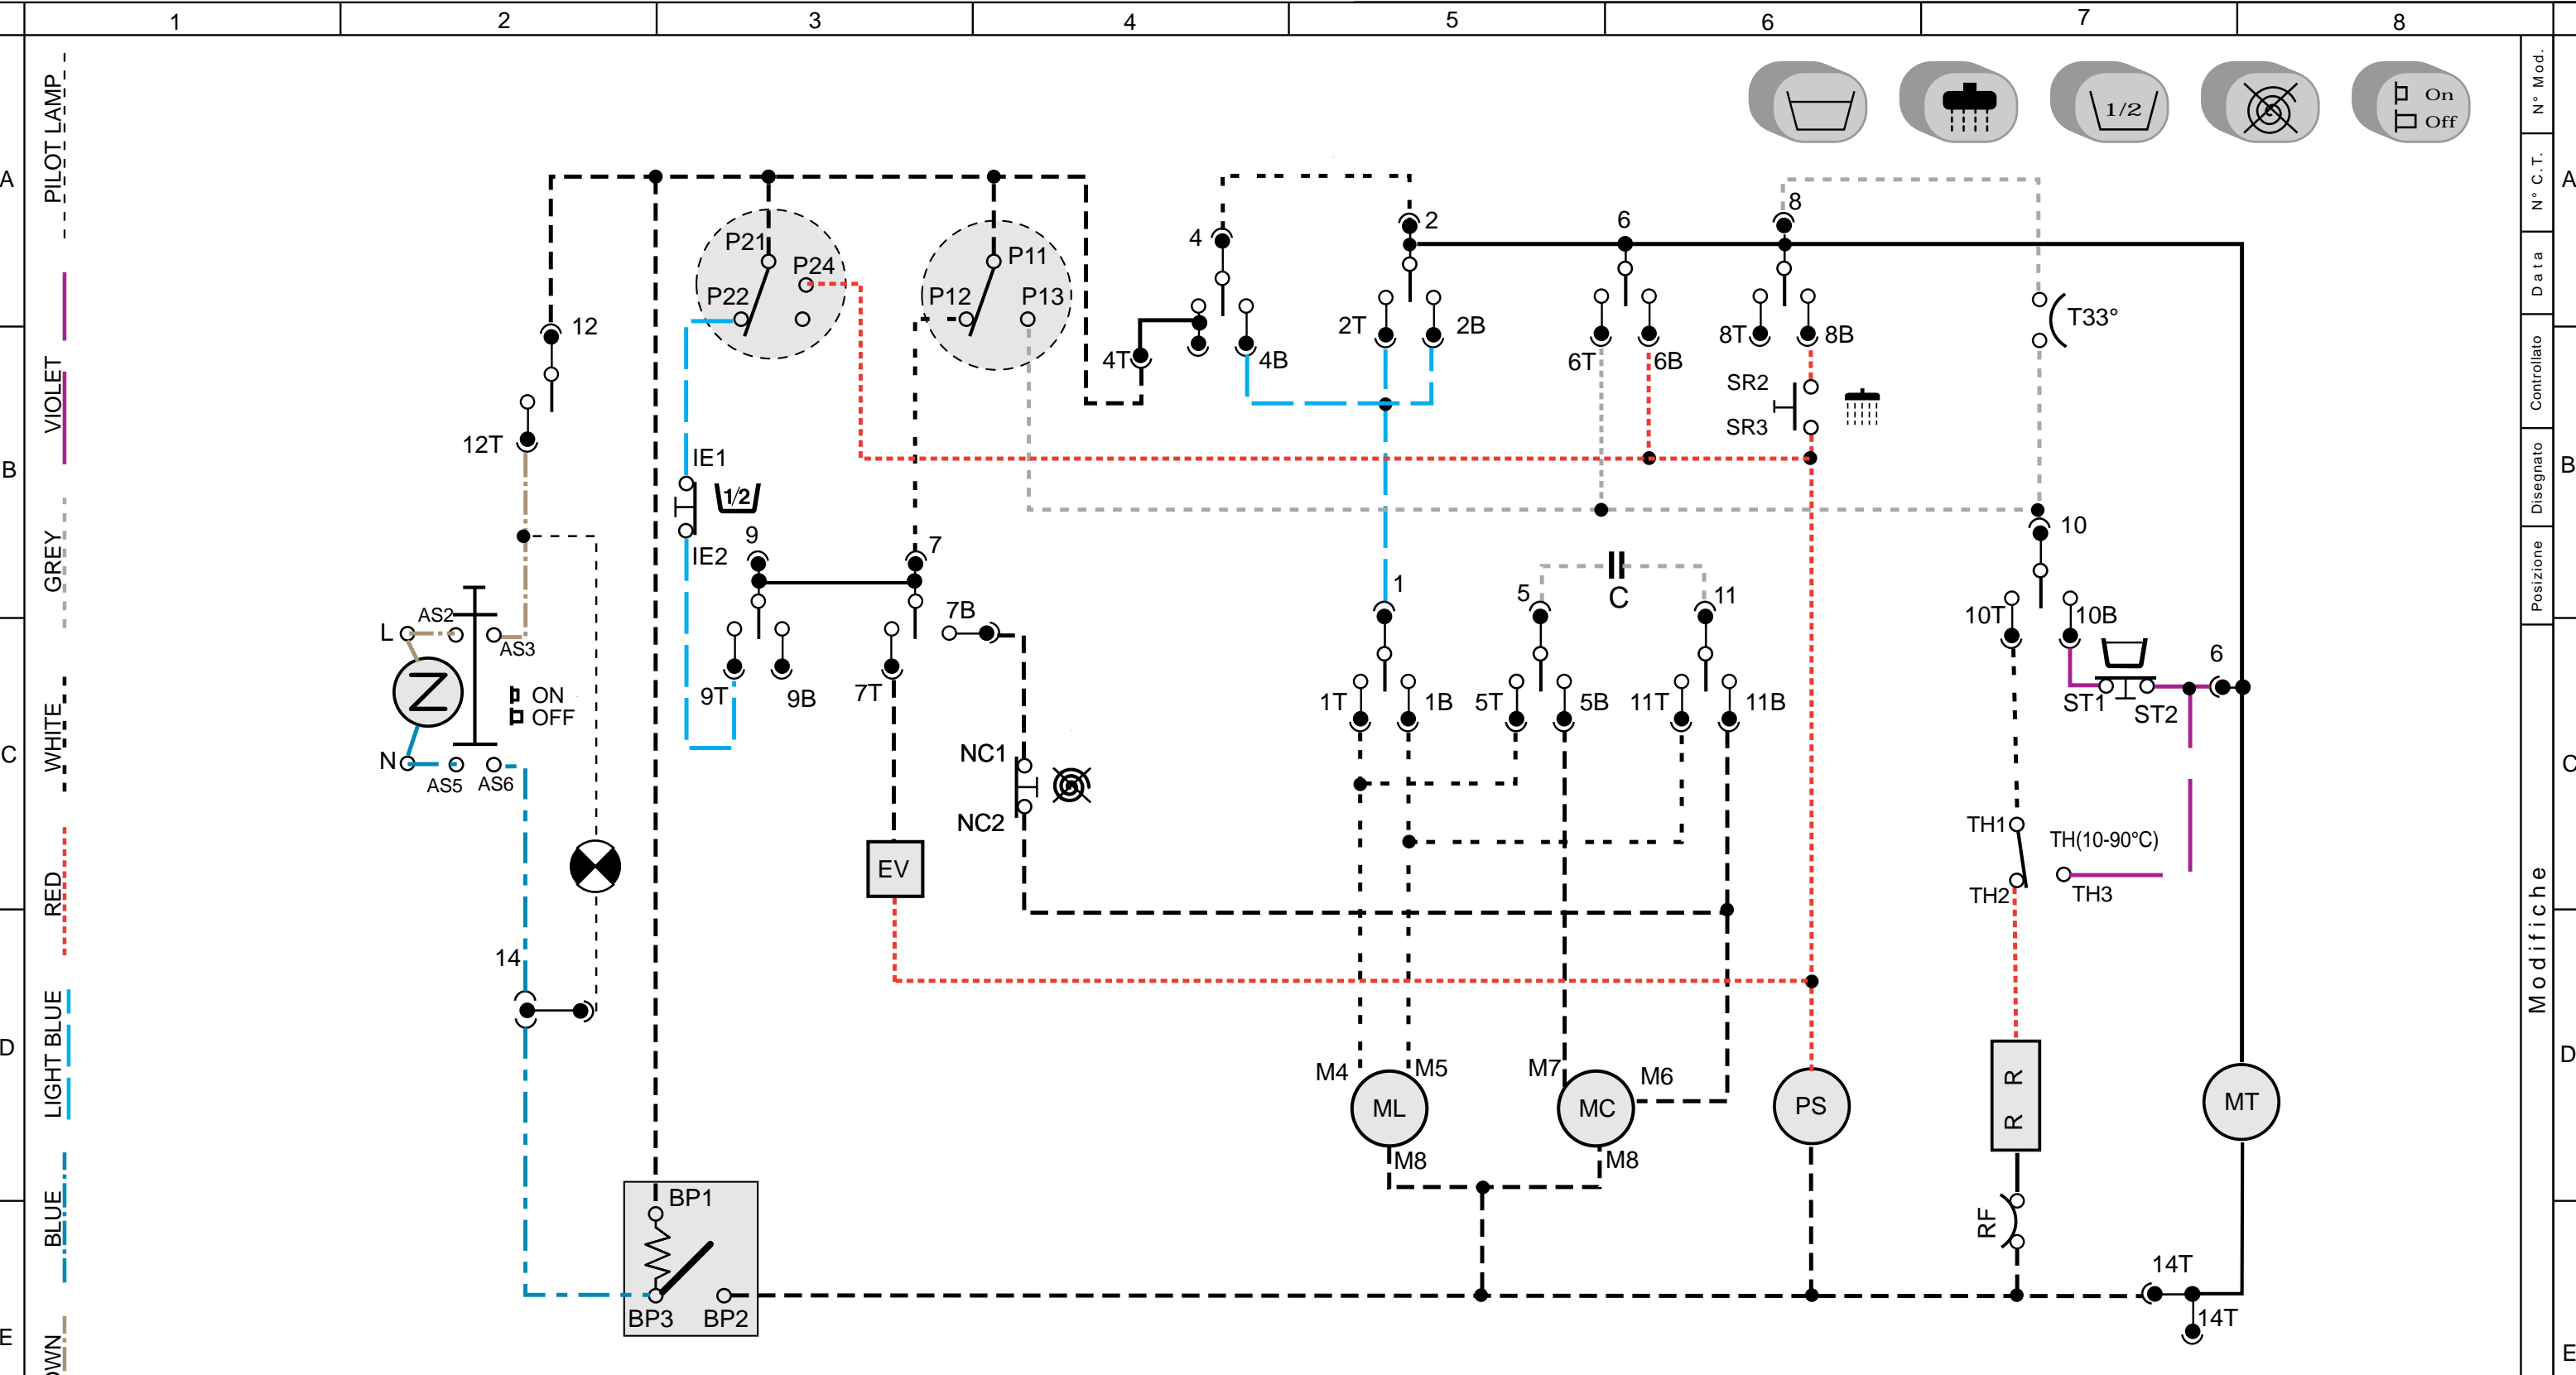 1 2 3 4 5 6 7 8
A
B
C
D
E
PILOT LAMP
VIOLET
GREY
WHITE
RED
LIGHT BLUE
BLUE
OWN
1/2
On
Off
N° Mod.
N° C.T.
Data
Controllato
Disegnato
Posizione
Modifiche
A
B
C
D
E
P21
P24
P22
P11
P12
P13
4
2
6
8
12
12T
4T
4B
2T
2B
6T
6B
8T
8B
T33°
SR2
SR3
IE1
1/2
IE2
9
7
7B
1
5
C
11
10
10T
10B
L
AS2
AS3
ON
OFF
N
AS5
AS6
9T
9B
7T
NC1
NC2
1T
1B
5T
5B
11T
11B
ST1
ST2
6
EV
TH1
TH(10-90°C)
TH2
TH3
14
M4
M5
M7
M6
ML
MC
PS
R R
MT
M8
M8
BP1
BP3
BP2
RF
14T
14T